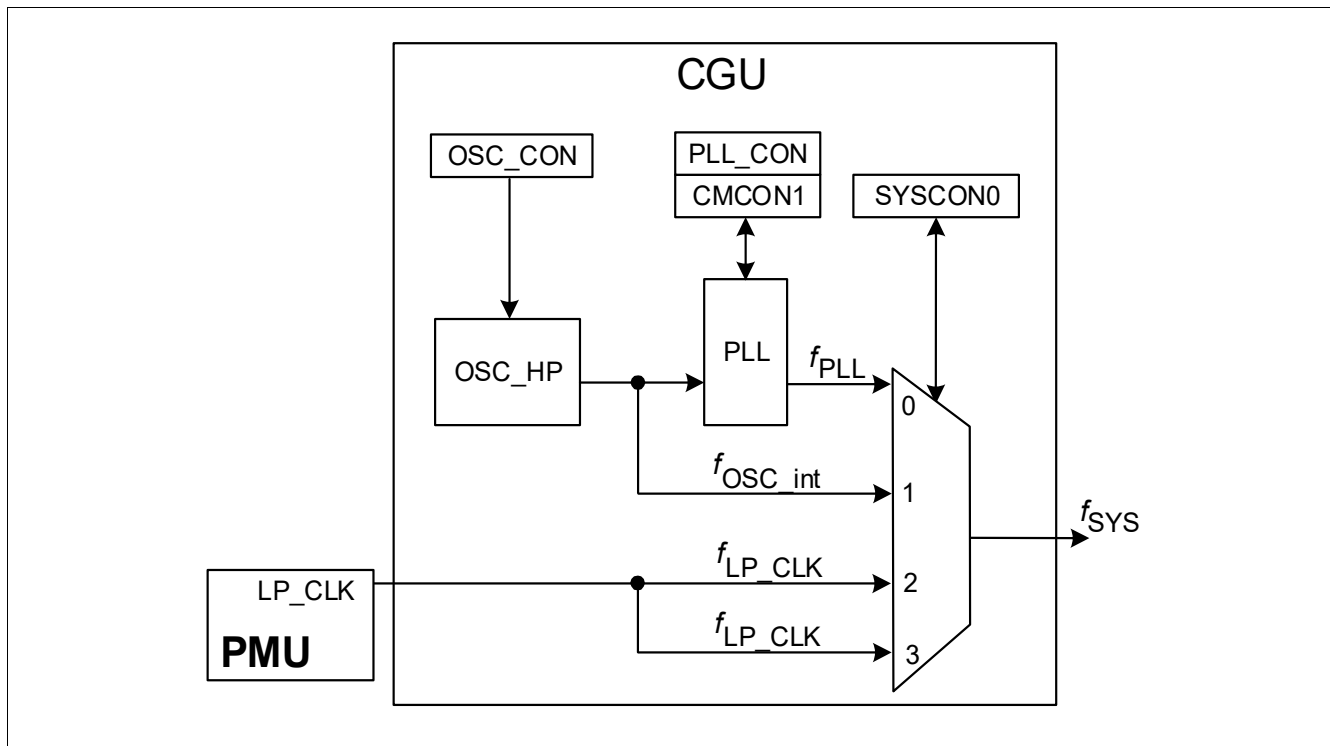 CGU
OSC_CON
PLL_CON
CMCON1
SYSCON0
OSC_HP
PLL
fPLL
0
fOSC_int
1
fSYS
fLP_CLK
2
LP_CLK
PMU
fLP_CLK
3